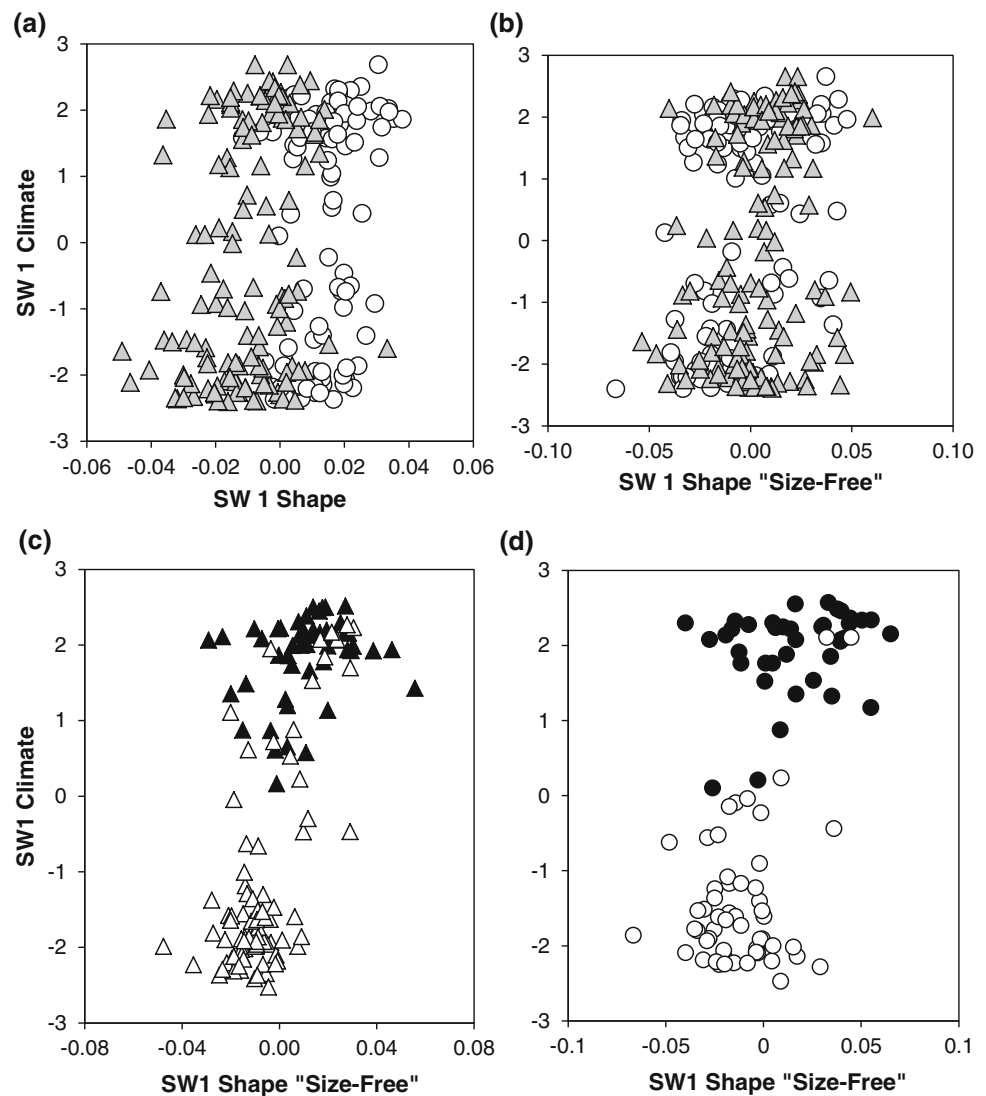 (a)
3
2
1
0
-1
-2
-3
SW 1 Climate
-0.06 -0.04 -0.02 0.00 0.02 0.04 0.06
SW 1 Shape
(b)
3
2
1
0
-1
-2
-3
-0.10 -0.05 0.00 0.05 0.10
SW 1 Shape "Size-Free"
(c)
3
2
1
0
-1
-2
-3
SW1 Climate
-0.08 -0.04 0.00 0.04 0.08
SW1 Shape "Size-Free"
(d)
3
2
1
0
-1
-2
-3
-0.1 -0.05 0 0.05 0.1
SW1 Shape "Size-Free"